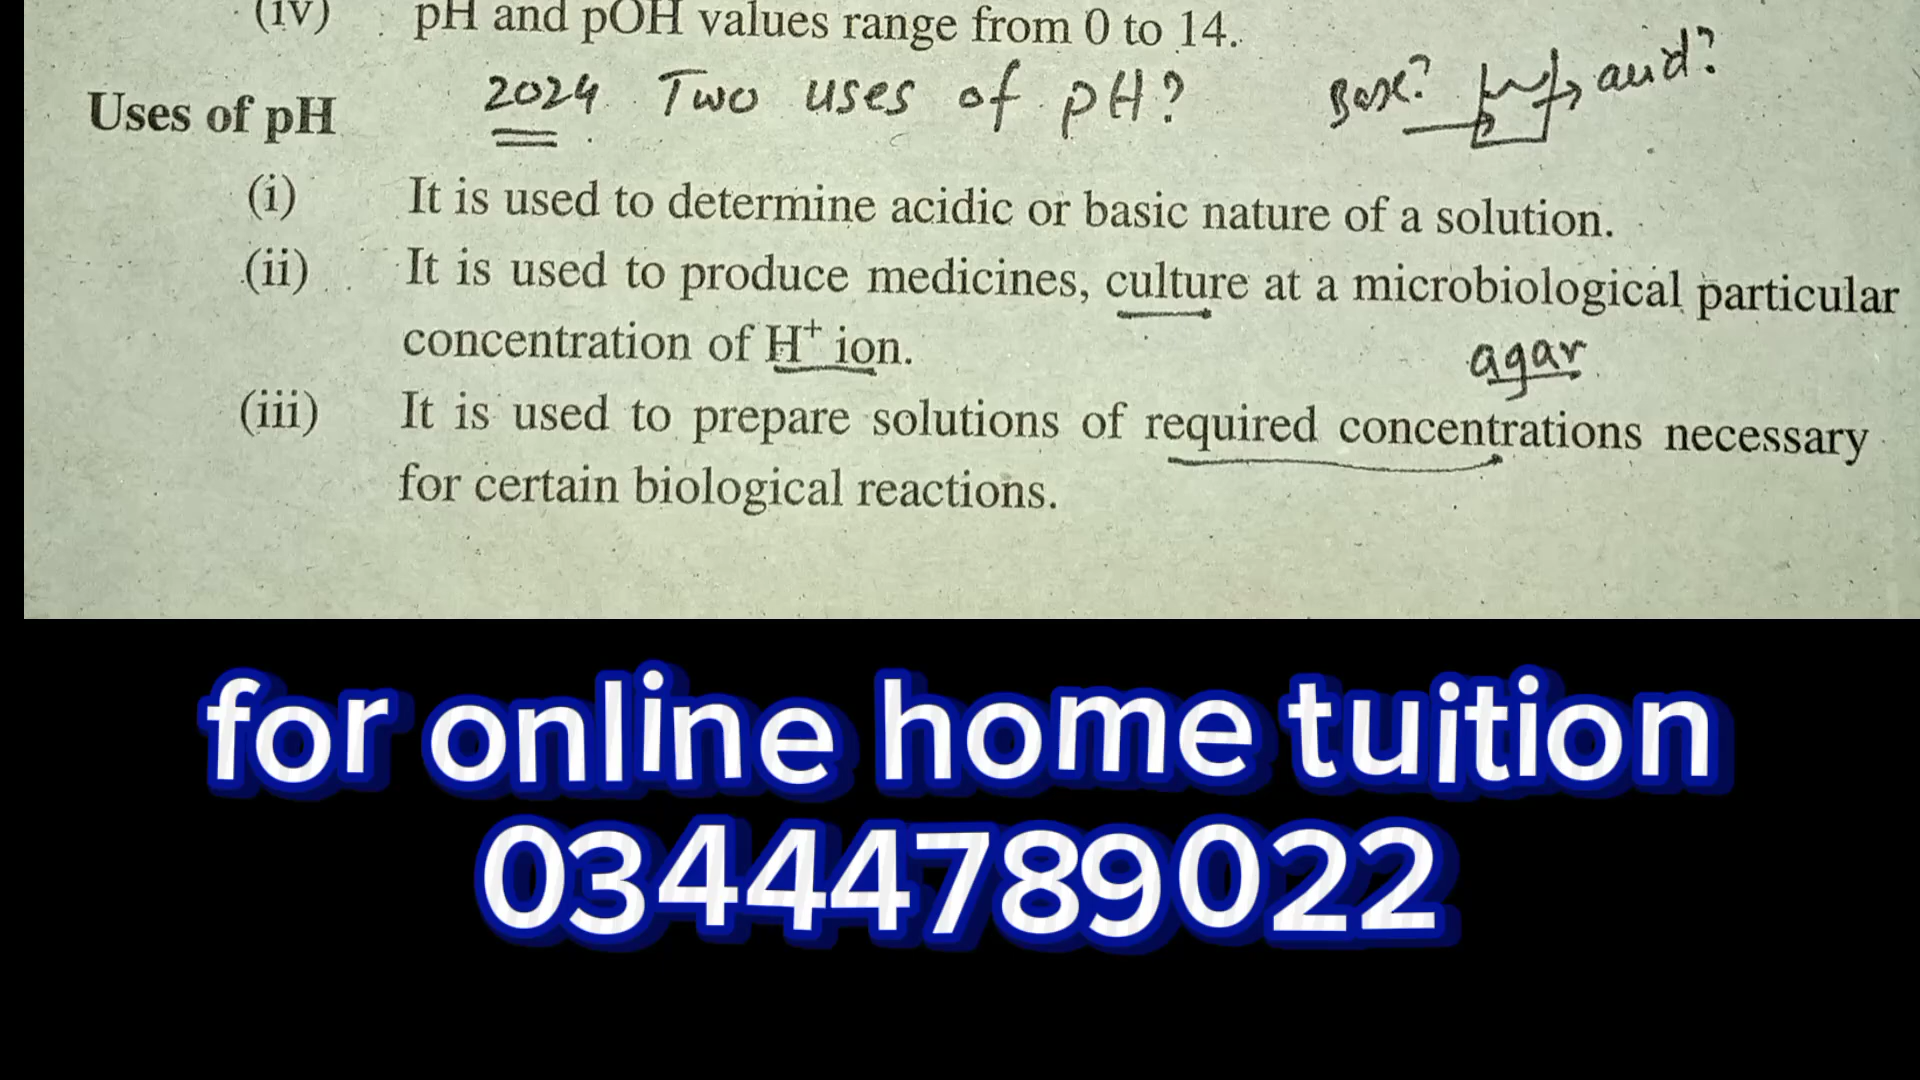 (iv) pH and pOH values range from 0 to 14.
2024 Two uses of pH? Base? acid?
Uses of pH
(i) It is used to determine acidic or basic nature of a solution.
(ii) It is used to produce medicines, culture at a microbiological particular
concentration of H⁺ ion.
agar
(iii) It is used to prepare solutions of required concentrations necessary
for certain biological reactions.
for online home tuition
03444789022